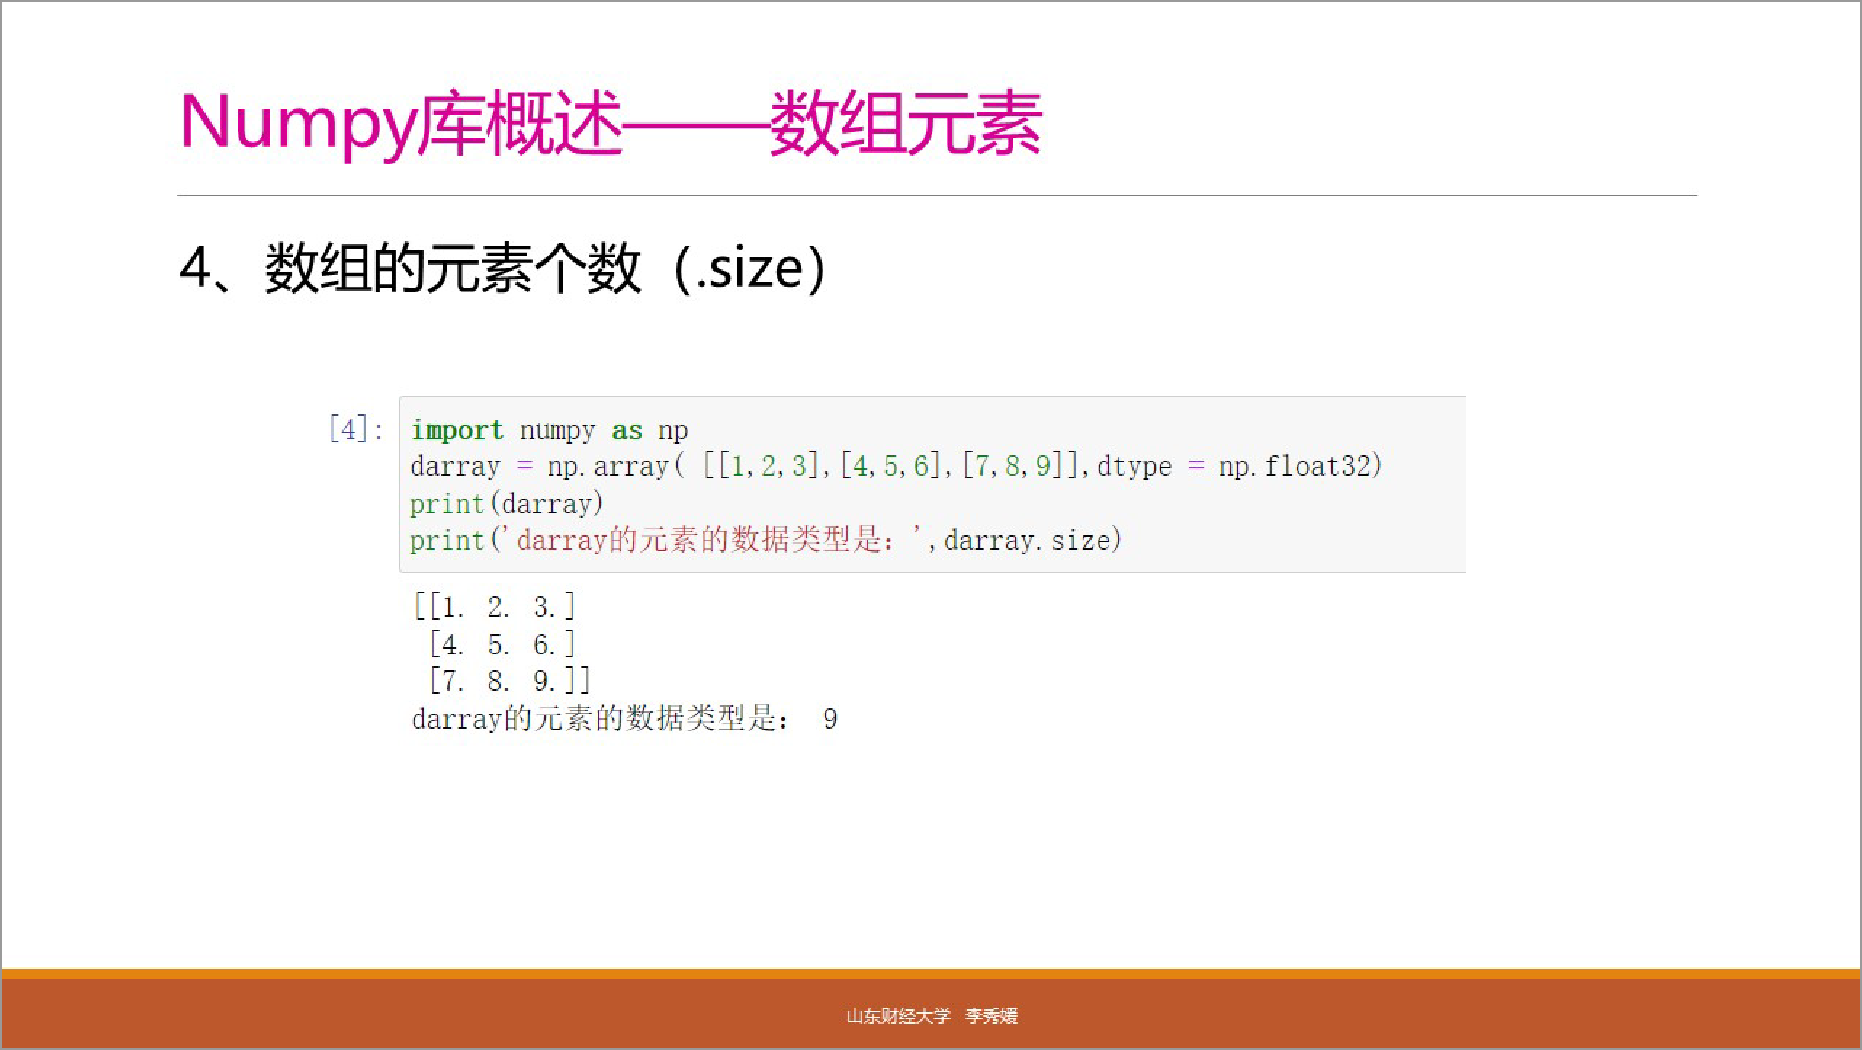 Numpy库概述——数组元素
4、数组的元素个数（.size）
[4]:
import numpy as np
darray = np.array( [[1,2,3],[4,5,6],[7,8,9]],dtype = np.float32)
print(darray)
print('darray的元素的数据类型是：',darray.size)
[[1. 2. 3.]
 [4. 5. 6.]
 [7. 8. 9.]]
darray的元素的数据类型是： 9
山东财经大学 李秀媛